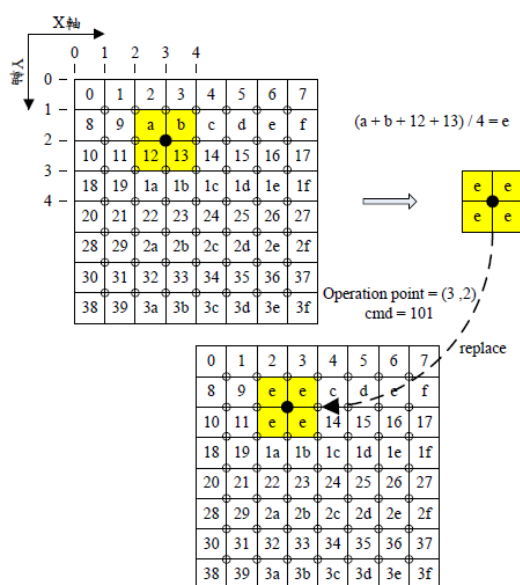 X軸
Y軸
0 1 2 3 4
0
1
2
3
4
0 1 2 3 4 5 6 7
8 9 a b c d e f
10 11 12 13 14 15 16 17
18 19 1a 1b 1c 1d 1e 1f
20 21 22 23 24 25 26 27
28 29 2a 2b 2c 2d 2e 2f
30 31 32 33 34 35 36 37
38 39 3a 3b 3c 3d 3e 3f
(a + b + 12 + 13) / 4 = e
e e
e e
Operation point = (3 ,2)
cmd = 101
replace
0 1 2 3 4 5 6 7
8 9 e e c d e f
10 11 e e 14 15 16 17
18 19 1a 1b 1c 1d 1e 1f
20 21 22 23 24 25 26 27
28 29 2a 2b 2c 2d 2e 2f
30 31 32 33 34 35 36 37
38 39 3a 3b 3c 3d 3e 3f